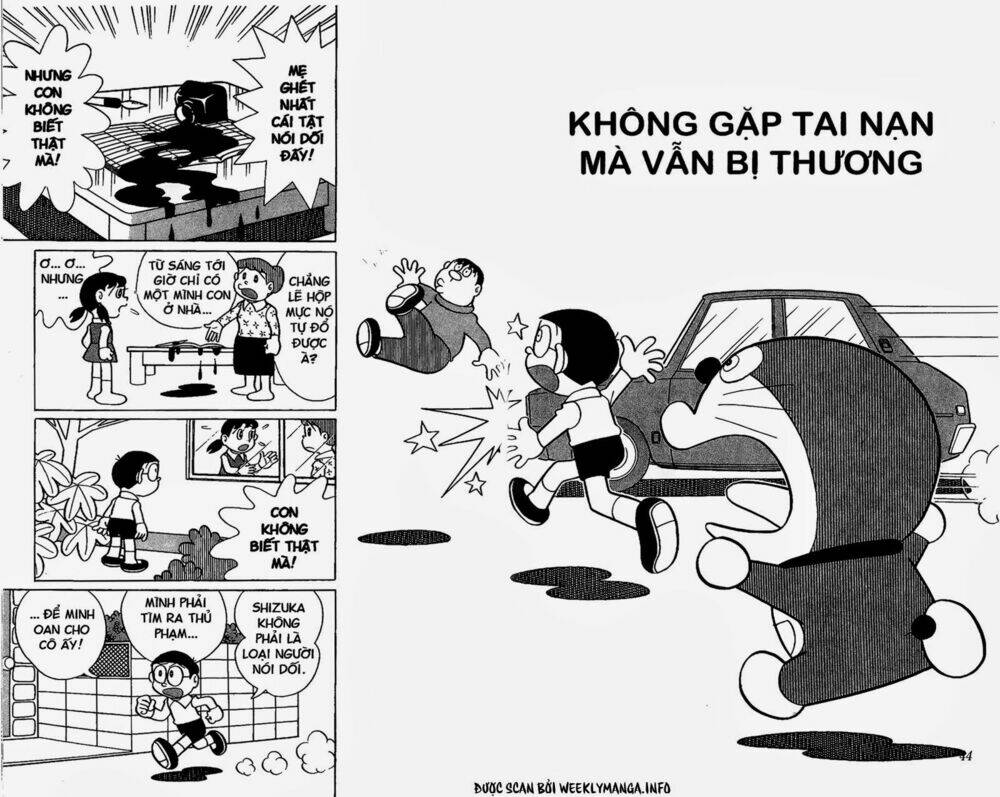 KHÔNG GẶP TAI NẠN
MÀ VẪN BỊ THƯƠNG
44
MẸ
GHÉT
NHẤT
CÁI TẬT
NÓI DỐI
ĐẤY!
NHƯNG
CON
KHÔNG
BIẾT
THẬT
MÀ!
CHẲNG
LẼ HỘP
MỰC NÓ
TỰ ĐỔ
ĐƯỢC
À?
TỪ SÁNG TỚI
GIỜ CHỈ CÓ
MỘT MÌNH CON
Ở NHÀ...
Ơ... Ơ...
NHƯNG
...
CON
KHÔNG
BIẾT THẬT
MÀ!
SHIZUKA
KHÔNG
PHẢI LÀ
LOẠI NGƯỜI
NÓI DỐI.
MÌNH PHẢI
TÌM RA THỦ
PHẠM...
... ĐỂ MINH
OAN CHO
CÔ ẤY!
ĐƯỢC SCAN BỞI WEEKLYMANGA.INFO